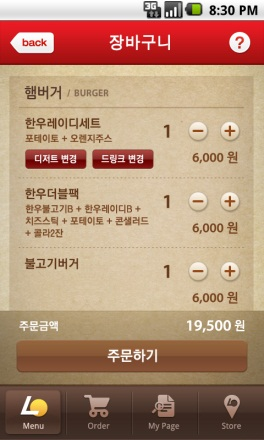 3G 8:30 PM
back 장바구니 ?
햄버거 / BURGER
한우레이디세트 1
포테이토 + 오렌지주스
디저트 변경 드링크 변경 6,000 원
한우더블팩 1
한우불고기B + 한우레이디B +
치즈스틱 + 포테이토 + 콘샐러드
+ 콜라2잔
6,000 원
불고기버거 1
6,000 원
주문금액 19,500 원
주문하기
Menu Order My Page Store